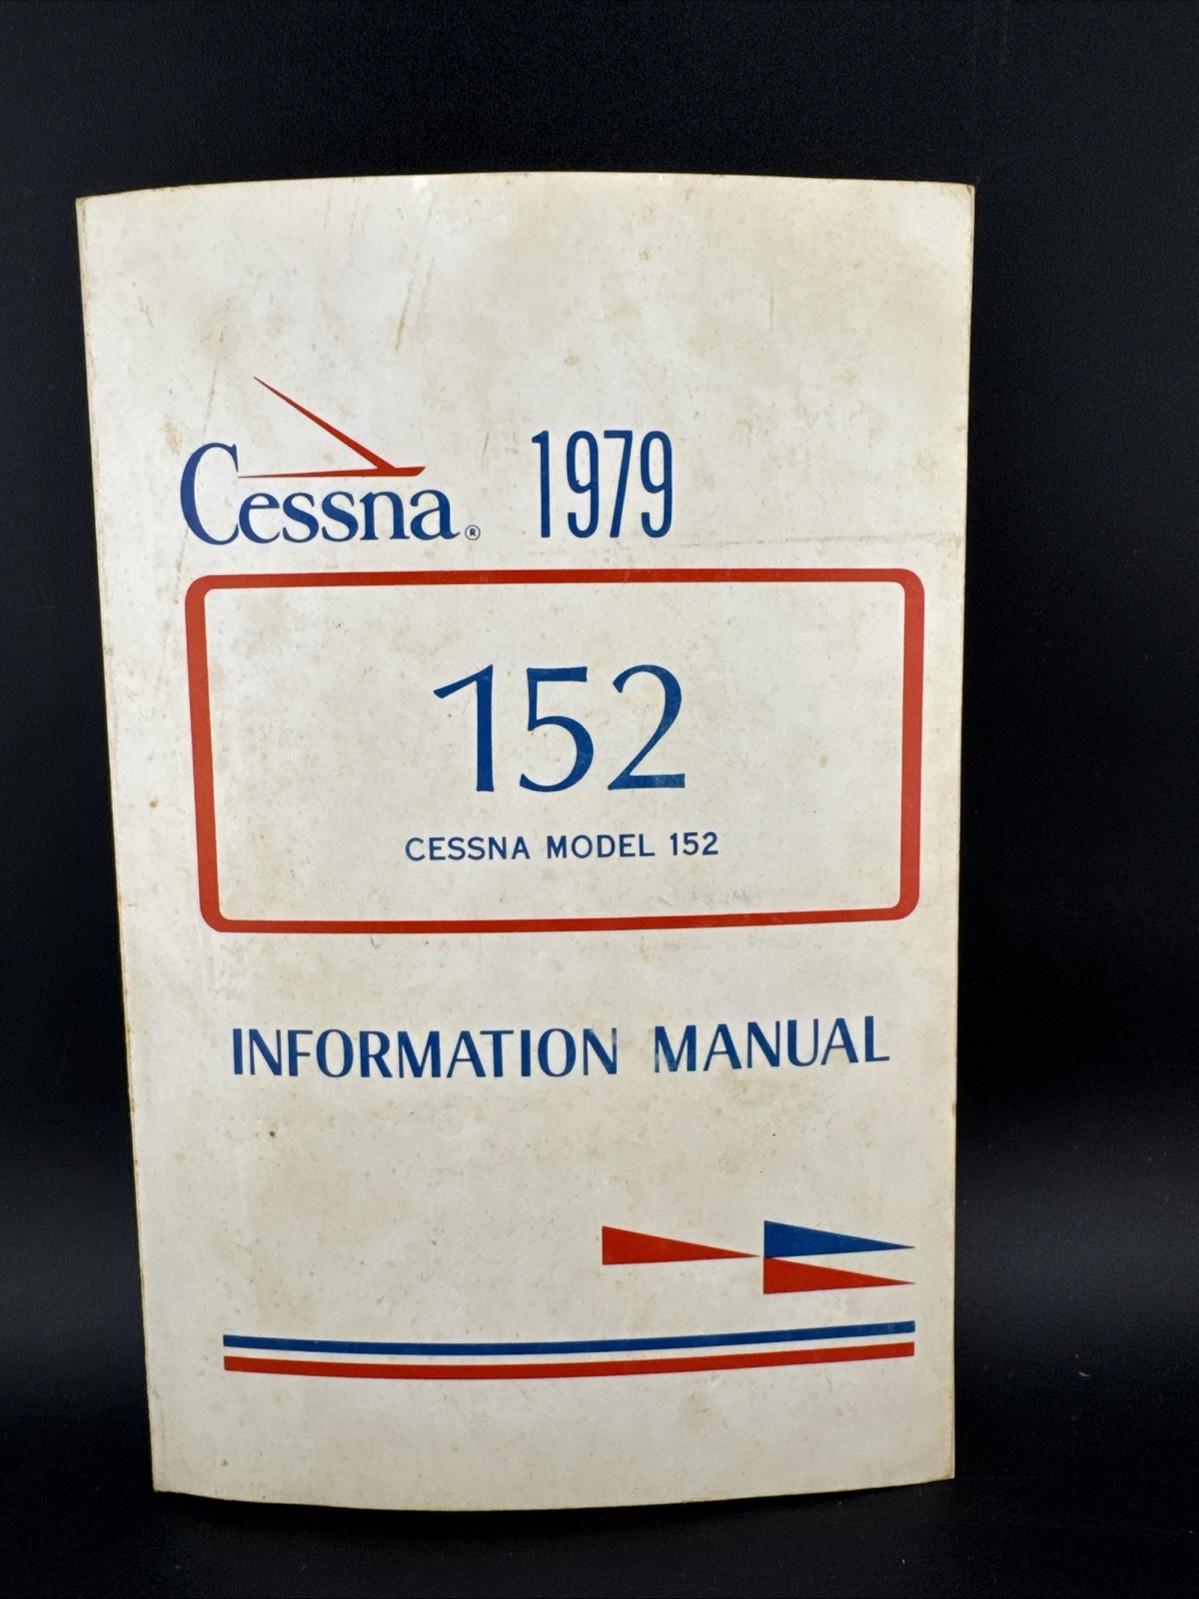 Cessna® 1979
152
CESSNA MODEL 152
INFORMATION MANUAL